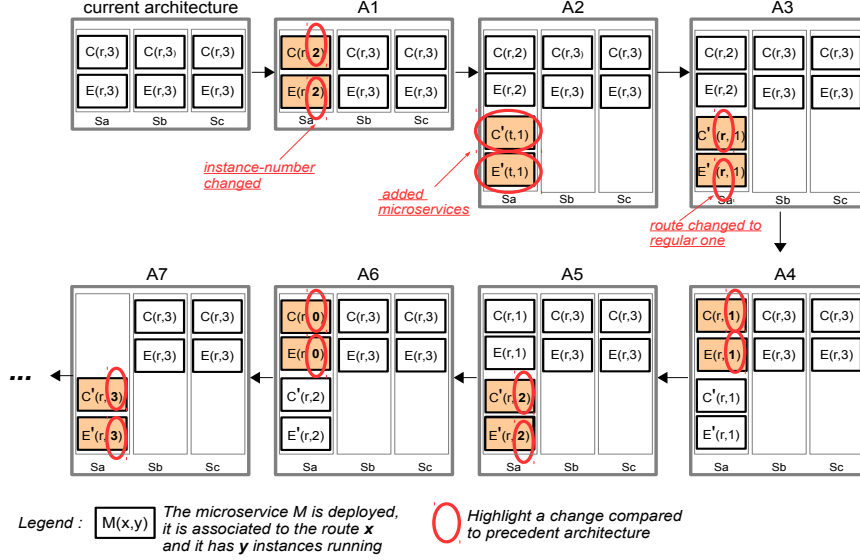 current architecture
A1
A2
A3
C(r,3) C(r,3) C(r,3)
E(r,3) E(r,3) E(r,3)
Sa Sb Sc
C(r,2) C(r,3) C(r,3)
E(r,2) E(r,3) E(r,3)
Sa Sb Sc
instance-number
changed
C(r,2) C(r,3) C(r,3)
E(r,2) E(r,3) E(r,3)
C'(t,1)
E'(t,1)
Sa Sb Sc
added
microservices
C(r,2) C(r,3) C(r,3)
E(r,2) E(r,3) E(r,3)
C'(r,1)
E'(r,1)
Sa Sb Sc
route changed to
regular one
A7
A6
A5
A4
...
C(r,3) C(r,3)
E(r,3) E(r,3)
C'(r,3)
E'(r,3)
Sa Sb Sc
C(r,0) C(r,3) C(r,3)
E(r,0) E(r,3) E(r,3)
C'(r,2)
E'(r,2)
Sa Sb Sc
C(r,1) C(r,3) C(r,3)
E(r,1) E(r,3) E(r,3)
C'(r,2)
E'(r,2)
Sa Sb Sc
C(r,1) C(r,3) C(r,3)
E(r,1) E(r,3) E(r,3)
C'(r,1)
E'(r,1)
Sa Sb Sc
Legend : M(x,y)
The microservice M is deployed,
it is associated to the route x
and it has y instances running
Highlight a change compared
to precedent architecture